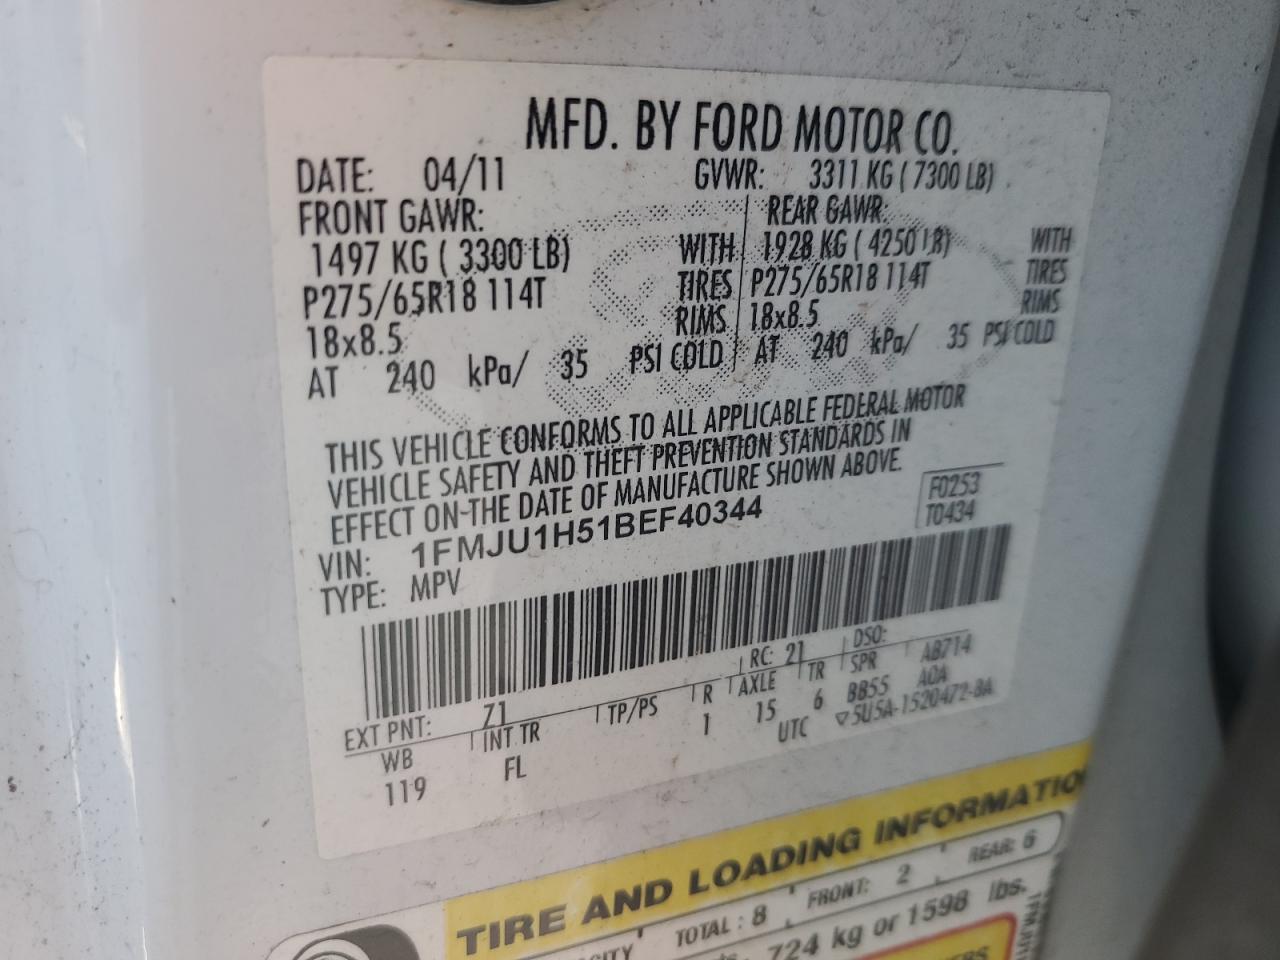 MFD. BY FORD MOTOR CO.
DATE: 04/11 GVWR: 3311 KG ( 7300 LB)
FRONT GAWR: REAR GAWR:
1497 KG ( 3300 LB) WITH 1928 KG ( 4250 LB) WITH
P275/65R18 114T TIRES P275/65R18 114T TIRES
18x8.5 RIMS 18x8.5 RIMS
AT 240 kPa/ 35 PSI COLD AT 240 kPa/ 35 PSI COLD
THIS VEHICLE CONFORMS TO ALL APPLICABLE FEDERAL MOTOR
VEHICLE SAFETY AND THEFT PREVENTION STANDARDS IN
EFFECT ON THE DATE OF MANUFACTURE SHOWN ABOVE.
VIN: 1FMJU1H51BEF40344 F0253
TYPE: MPV T0434
EXT PNT: Z1 RC: 21 DSO:
WB INT TR TP/PS R AXLE TR SPR AB714
119 FL 1 15 6 BB55 AOA
UTC ▽5U5A-1520472-BA
TIRE AND LOADING INFORMATIO
TOTAL : 8 FRONT: 2 REAR: 6
724 kg or 1598 lbs.